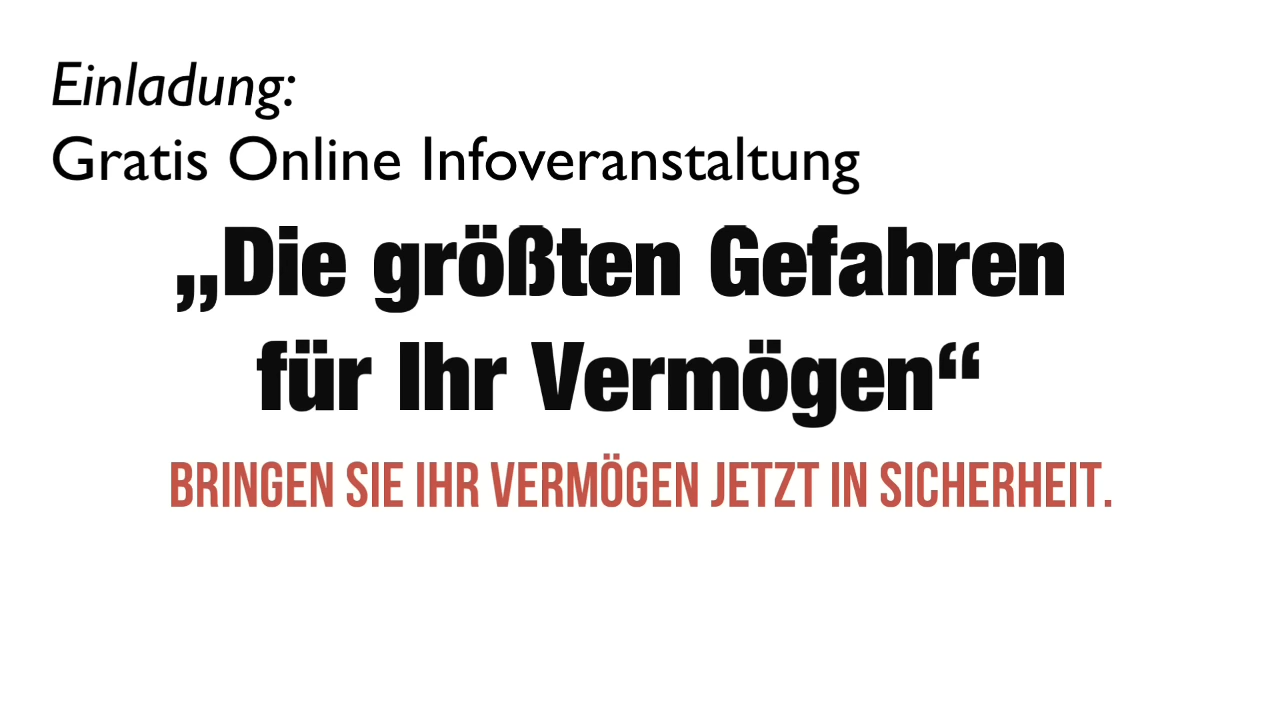 Einladung:
Gratis Online Infoveranstaltung
„Die größten Gefahren
für Ihr Vermögen“
BRINGEN SIE IHR VERMÖGEN JETZT IN SICHERHEIT.